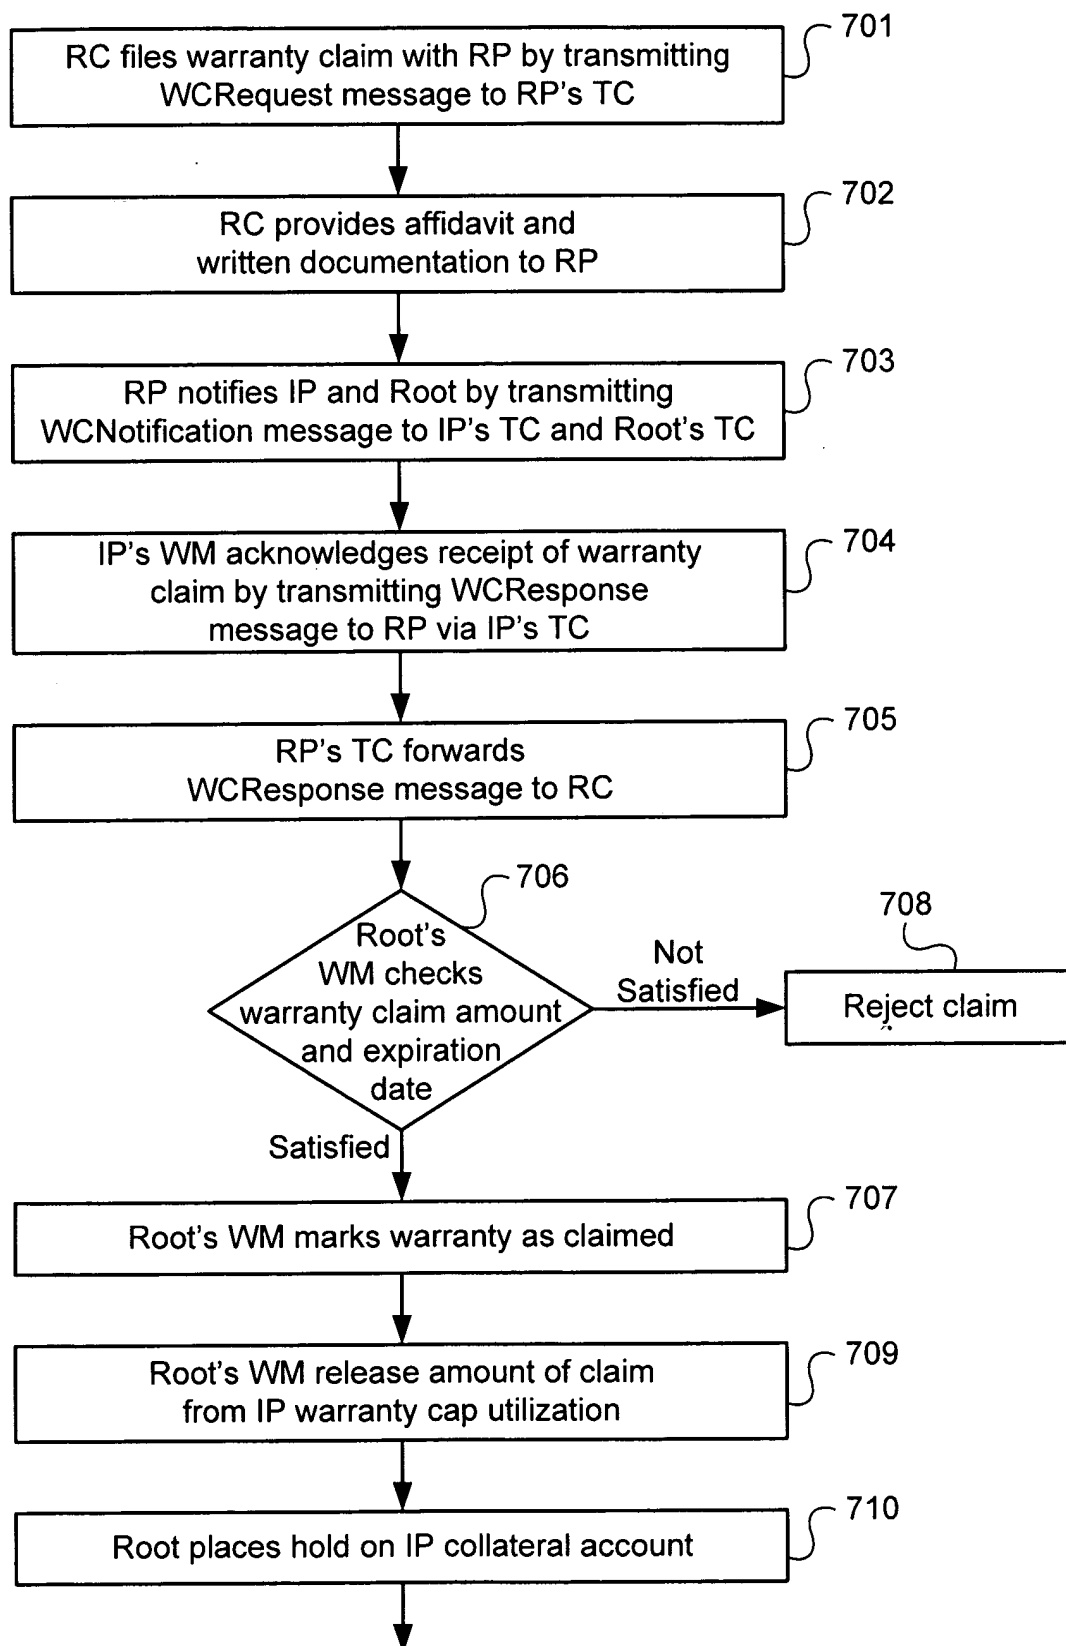 701
RC files warranty claim with RP by transmitting
WCRequest message to RP's TC
702
RC provides affidavit and
written documentation to RP
703
RP notifies IP and Root by transmitting
WCNotification message to IP's TC and Root's TC
704
IP's WM acknowledges receipt of warranty
claim by transmitting WCResponse
message to RP via IP's TC
705
RP's TC forwards
WCResponse message to RC
706
Root's
WM checks
warranty claim amount
and expiration
date
Not
Satisfied
708
Reject claim
Satisfied
707
Root's WM marks warranty as claimed
709
Root's WM release amount of claim
from IP warranty cap utilization
710
Root places hold on IP collateral account